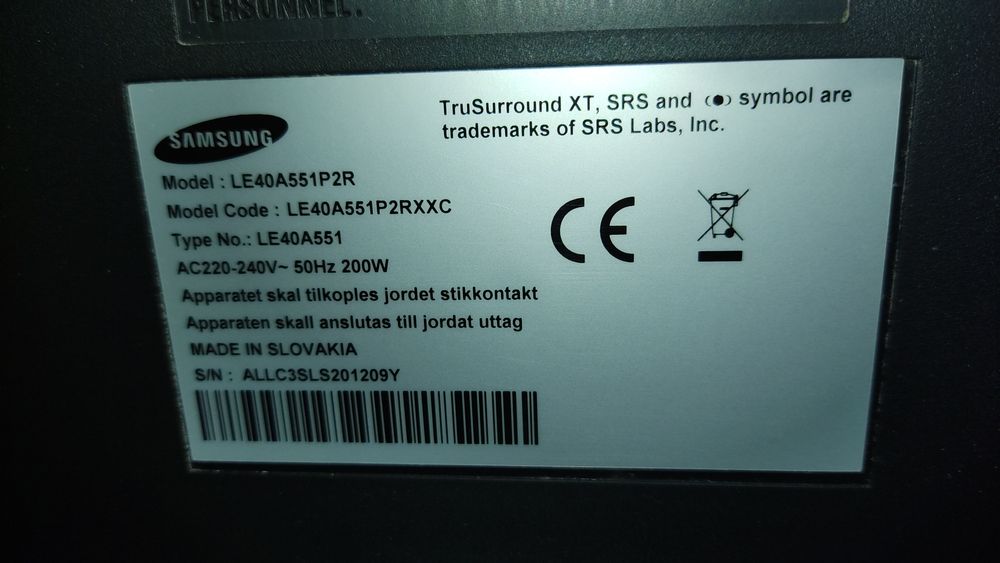 PERSONNEL.
TruSurround XT, SRS and (●) symbol are
trademarks of SRS Labs, Inc.
SAMSUNG
Model : LE40A551P2R
Model Code : LE40A551P2RXXC
Type No.: LE40A551
AC220-240V~ 50Hz 200W
Apparatet skal tilkoples jordet stikkontakt
Apparaten skall anslutas till jordat uttag
MADE IN SLOVAKIA
S/N : ALLC3SLS201209Y
CE